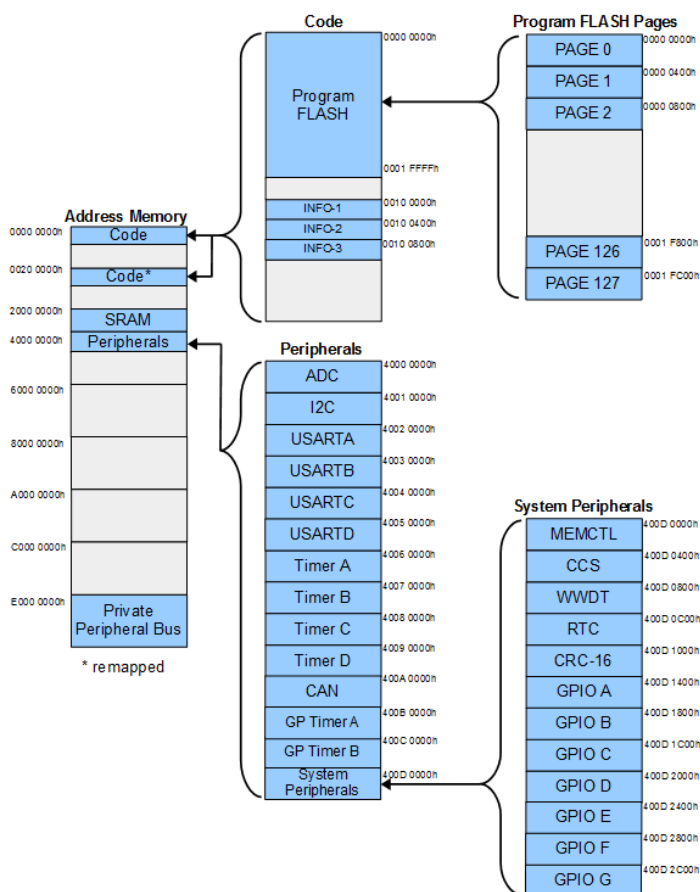 Code
0000 0000h
Program
FLASH
0001 FFFFh
INFO-1
0010 0000h
INFO-2
0010 0400h
INFO-3
0010 0800h
Program FLASH Pages
PAGE 0
0000 0000h
PAGE 1
0000 0400h
PAGE 2
0000 0800h
PAGE 126
0001 F800h
PAGE 127
0001 FC00h
Address Memory
0000 0000h
Code
0020 0000h
Code*
2000 0000h
SRAM
4000 0000h
Peripherals
6000 0000h
8000 0000h
A000 0000h
C000 0000h
E000 0000h
Private
Peripheral Bus
* remapped
Peripherals
ADC
4000 0000h
I2C
4001 0000h
USARTA
4002 0000h
USARTB
4003 0000h
USARTC
4004 0000h
USARTD
4005 0000h
Timer A
4006 0000h
Timer B
4007 0000h
Timer C
4008 0000h
Timer D
4009 0000h
CAN
400A 0000h
GP Timer A
400B 0000h
GP Timer B
400C 0000h
System
Peripherals
400D 0000h
System Peripherals
MEMCTL
400D 0000h
CCS
400D 0400h
WWDT
400D 0800h
RTC
400D 0C00h
CRC-16
400D 1000h
GPIO A
400D 1400h
GPIO B
400D 1800h
GPIO C
400D 1C00h
GPIO D
400D 2000h
GPIO E
400D 2400h
GPIO F
400D 2800h
GPIO G
400D 2C00h